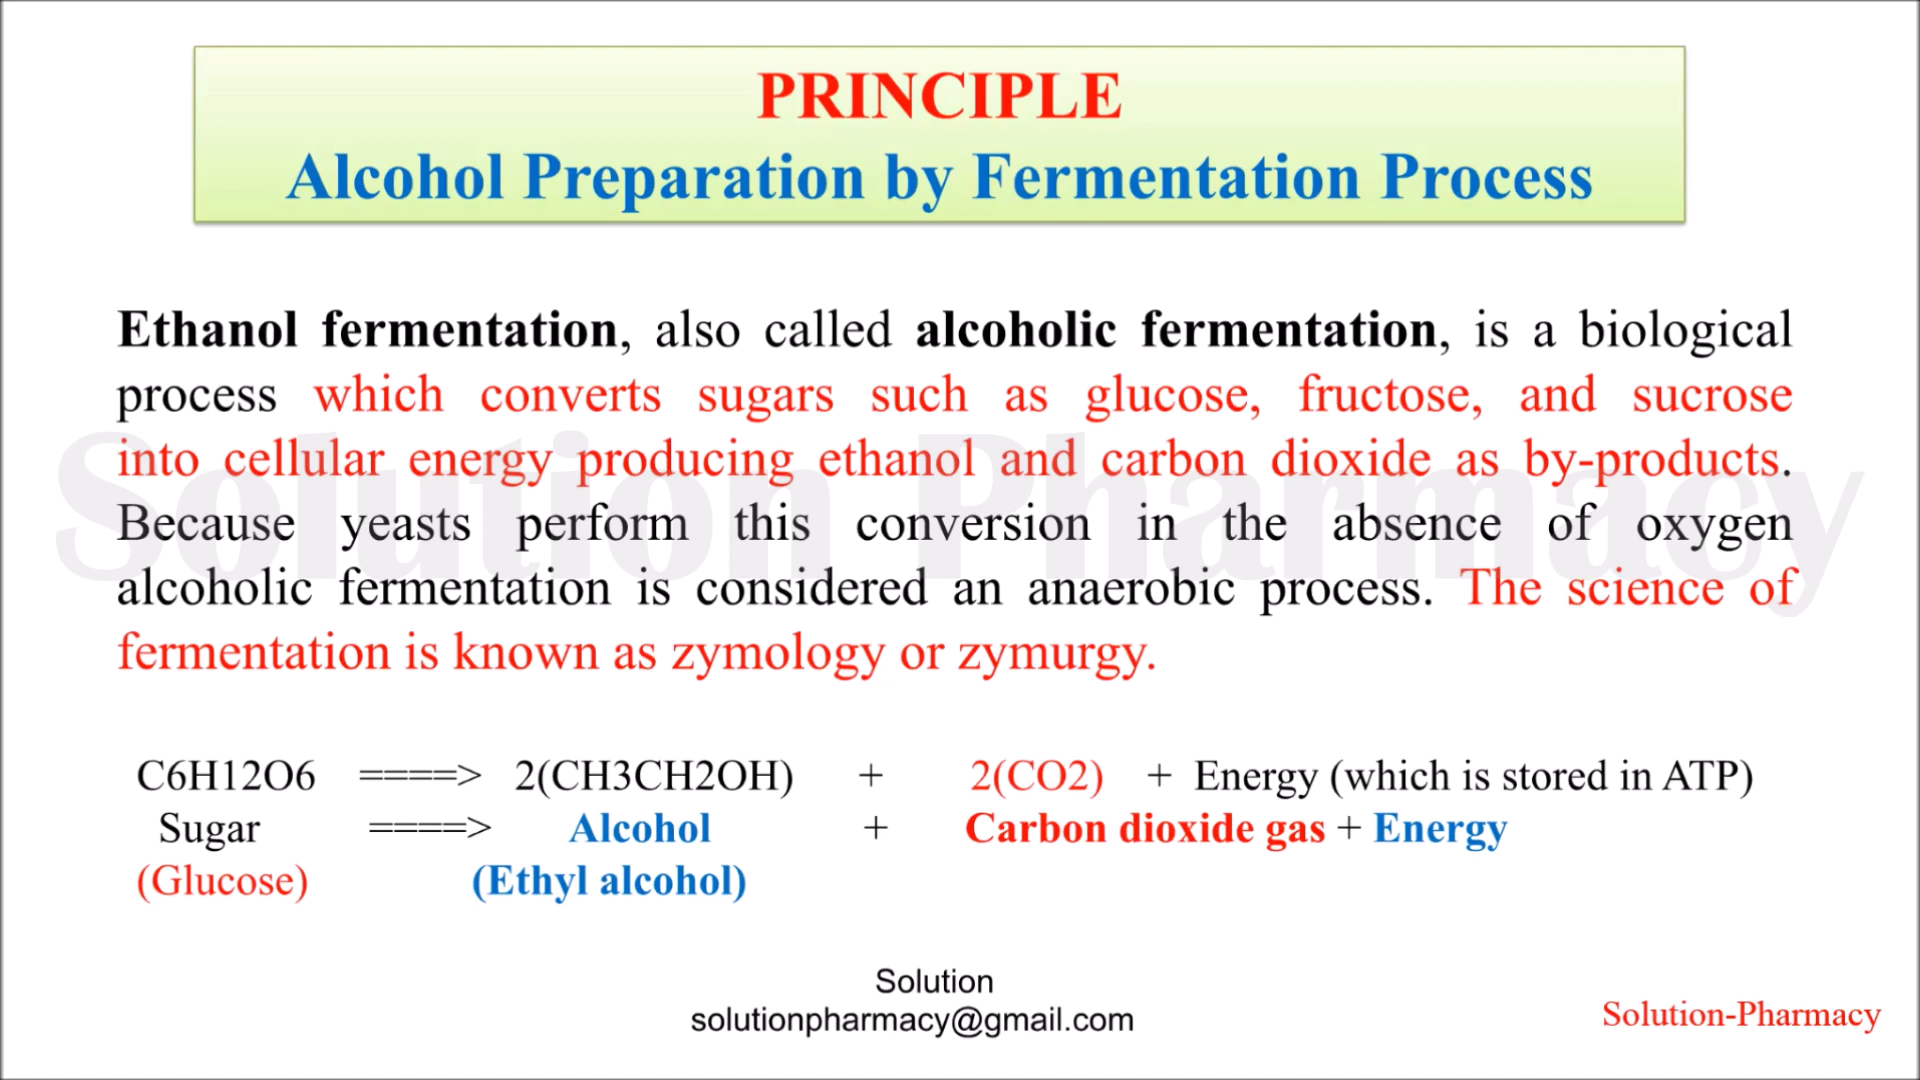 PRINCIPLE
Alcohol Preparation by Fermentation Process
Ethanol fermentation, also called alcoholic fermentation, is a biological
process which converts sugars such as glucose, fructose, and sucrose
into cellular energy producing ethanol and carbon dioxide as by-products.
Because yeasts perform this conversion in the absence of oxygen
alcoholic fermentation is considered an anaerobic process. The science of
fermentation is known as zymology or zymurgy.
Solution Pharmacy
C6H12O6 ====> 2(CH3CH2OH) + 2(CO2) + Energy (which is stored in ATP)
Sugar ====> Alcohol + Carbon dioxide gas + Energy
(Glucose) (Ethyl alcohol)
Solution
solutionpharmacy@gmail.com
Solution-Pharmacy